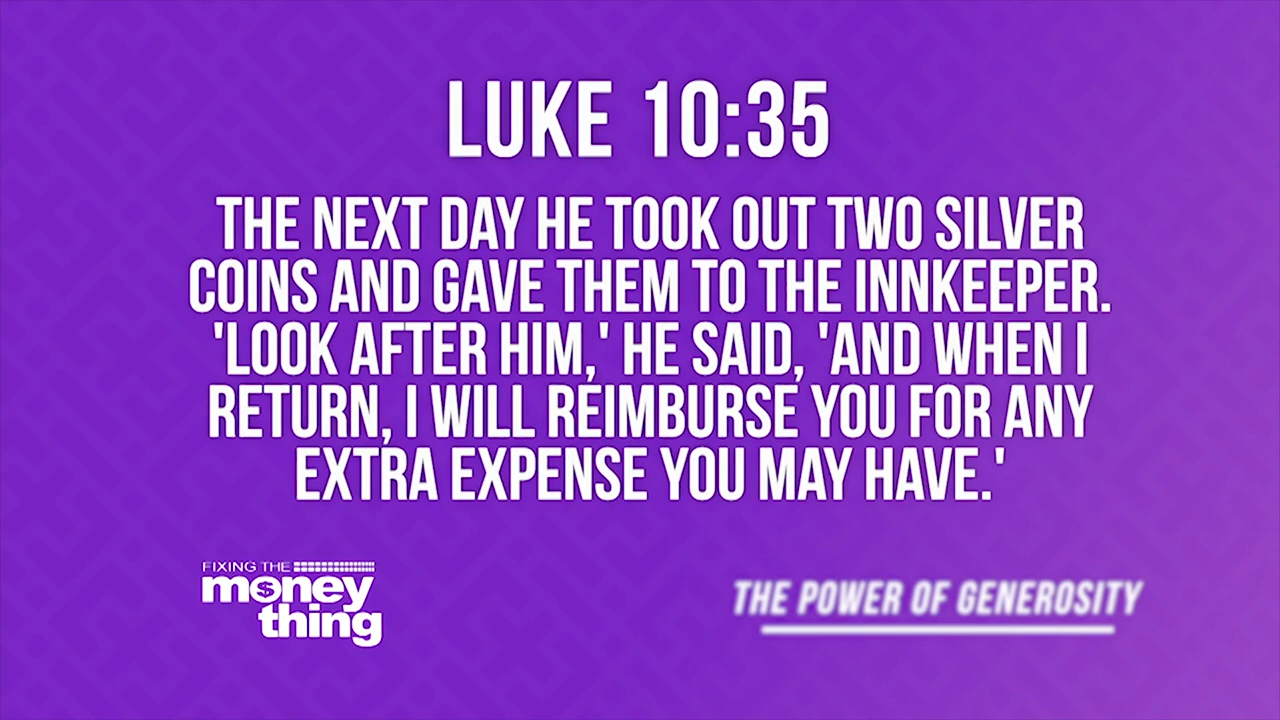 LUKE 10:35
THE NEXT DAY HE TOOK OUT TWO SILVER
COINS AND GAVE THEM TO THE INNKEEPER.
'LOOK AFTER HIM,' HE SAID, 'AND WHEN I
RETURN, I WILL REIMBURSE YOU FOR ANY
EXTRA EXPENSE YOU MAY HAVE.'
FIXING THE
money
thing
THE POWER OF GENEROSITY